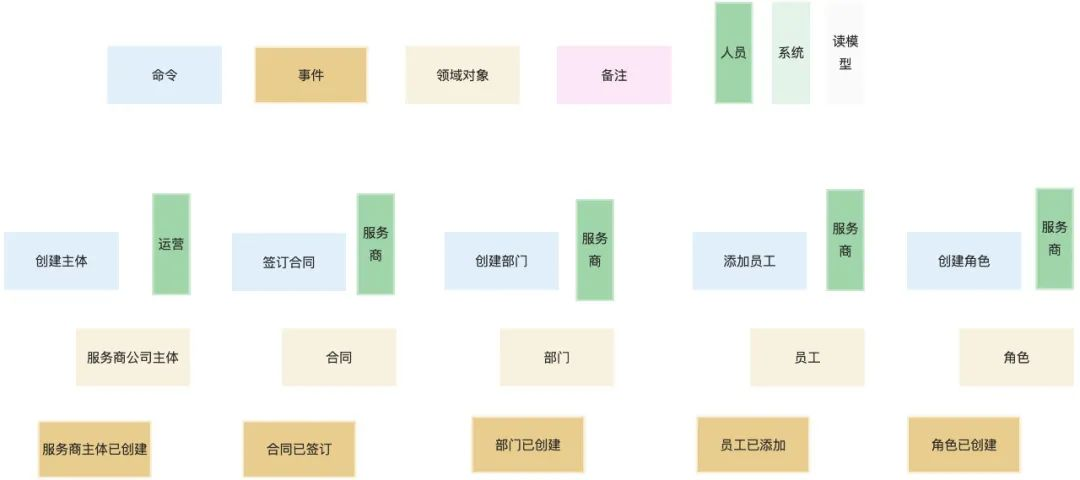 命令
事件
领域对象
备注
人员
系统
读模
型
创建主体
运营
签订合同
服务
商
创建部门
服务
商
添加员工
服务
商
创建角色
服务
商
服务商公司主体
合同
部门
员工
角色
服务商主体已创建
合同已签订
部门已创建
员工已添加
角色已创建